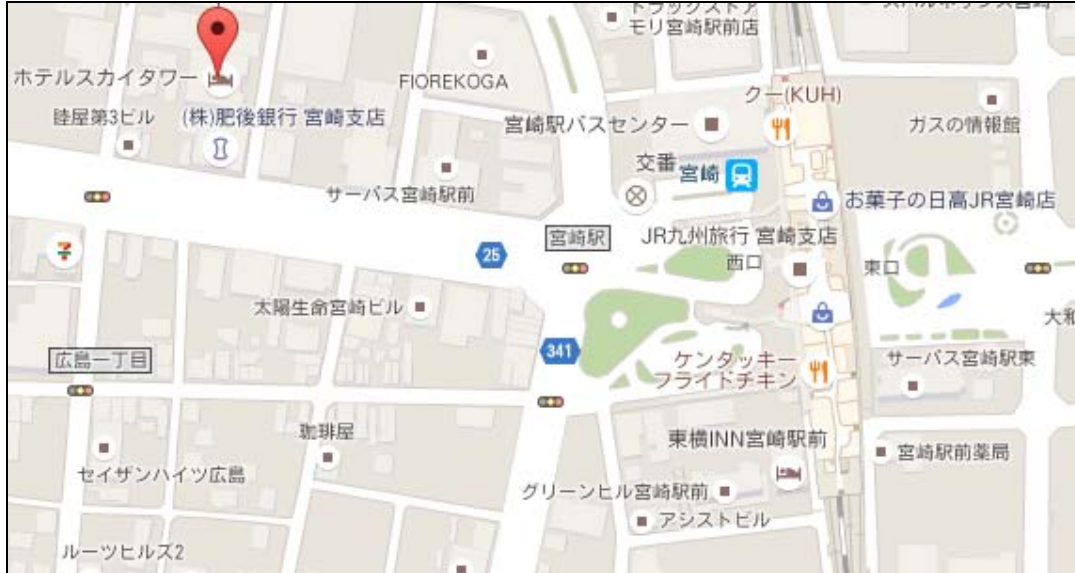 ドラッグストア
モリ宮崎駅前店
ホテルスカイタワー
FIOREKOGA
クー(KUH)
睦屋第3ビル
(株)肥後銀行 宮崎支店
宮崎駅バスセンター
ガスの情報館
サーパス宮崎駅前
交番
宮崎
お菓子の日高JR宮崎店
宮崎駅
JR九州旅行 宮崎支店
25
西口
東口
太陽生命宮崎ビル
大和
広島一丁目
341
ケンタッキー
フライドチキン
サーパス宮崎駅東
珈琲屋
東横INN宮崎駅前
セイザンハイツ広島
宮崎駅前薬局
グリーンヒル宮崎駅前
アシストビル
ルーツヒルズ2